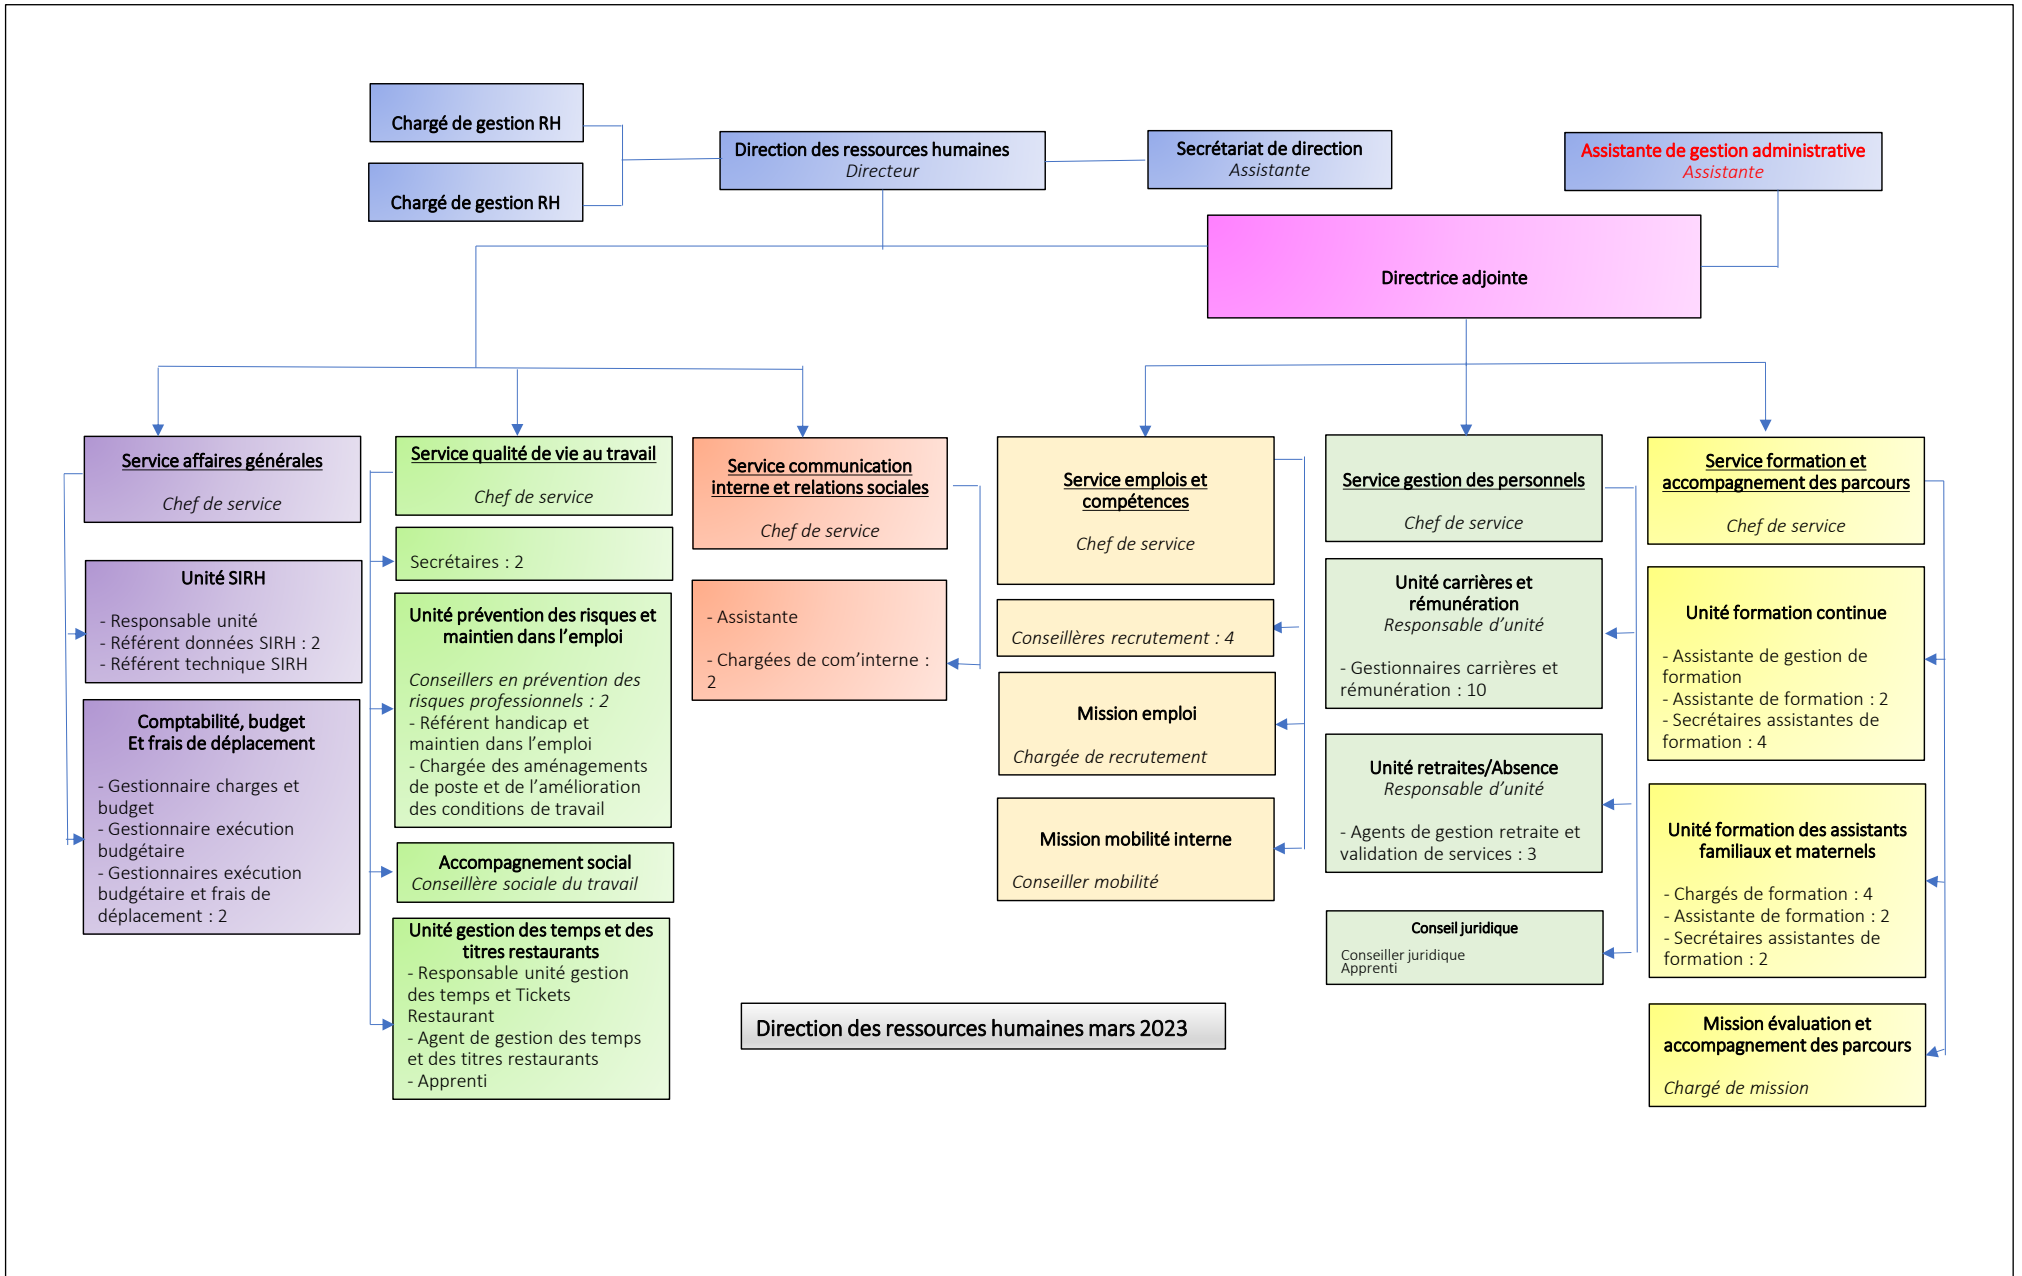 Chargé de gestion RH
Chargé de gestion RH
Direction des ressources humaines
Directeur
Secrétariat de direction
Assistante
Assistante de gestion administrative
Assistante
Directrice adjointe
Service affaires générales
Chef de service
Unité SIRH
- Responsable unité
- Référent données SIRH : 2
- Référent technique SIRH
Comptabilité, budget
Et frais de déplacement
- Gestionnaire charges et
budget
- Gestionnaire exécution
budgétaire
- Gestionnaires exécution
budgétaire et frais de
déplacement : 2
Service qualité de vie au travail
Chef de service
Secrétaires : 2
Unité prévention des risques et
maintien dans l’emploi
Conseillers en prévention des
risques professionnels : 2
- Référent handicap et
maintien dans l’emploi
- Chargée des aménagements
de poste et de l’amélioration
des conditions de travail
Accompagnement social
Conseillère sociale du travail
Unité gestion des temps et des
titres restaurants
- Responsable unité gestion
des temps et Tickets
Restaurant
- Agent de gestion des temps
et des titres restaurants
- Apprenti
Service communication
interne et relations sociales
Chef de service
- Assistante
- Chargées de com’interne :
2
Service emplois et
compétences
Chef de service
Conseillères recrutement : 4
Mission emploi
Chargée de recrutement
Mission mobilité interne
Conseiller mobilité
Service gestion des personnels
Chef de service
Unité carrières et
rémunération
Responsable d’unité
- Gestionnaires carrières et
rémunération : 10
Unité retraites/Absence
Responsable d’unité
- Agents de gestion retraite et
validation de services : 3
Conseil juridique
Conseiller juridique
Apprenti
Service formation et
accompagnement des parcours
Chef de service
Unité formation continue
- Assistante de gestion de
formation
- Assistante de formation : 2
- Secrétaires assistantes de
formation : 4
Unité formation des assistants
familiaux et maternels
- Chargés de formation : 4
- Assistante de formation : 2
- Secrétaires assistantes de
formation : 2
Mission évaluation et
accompagnement des parcours
Chargé de mission
Direction des ressources humaines mars 2023